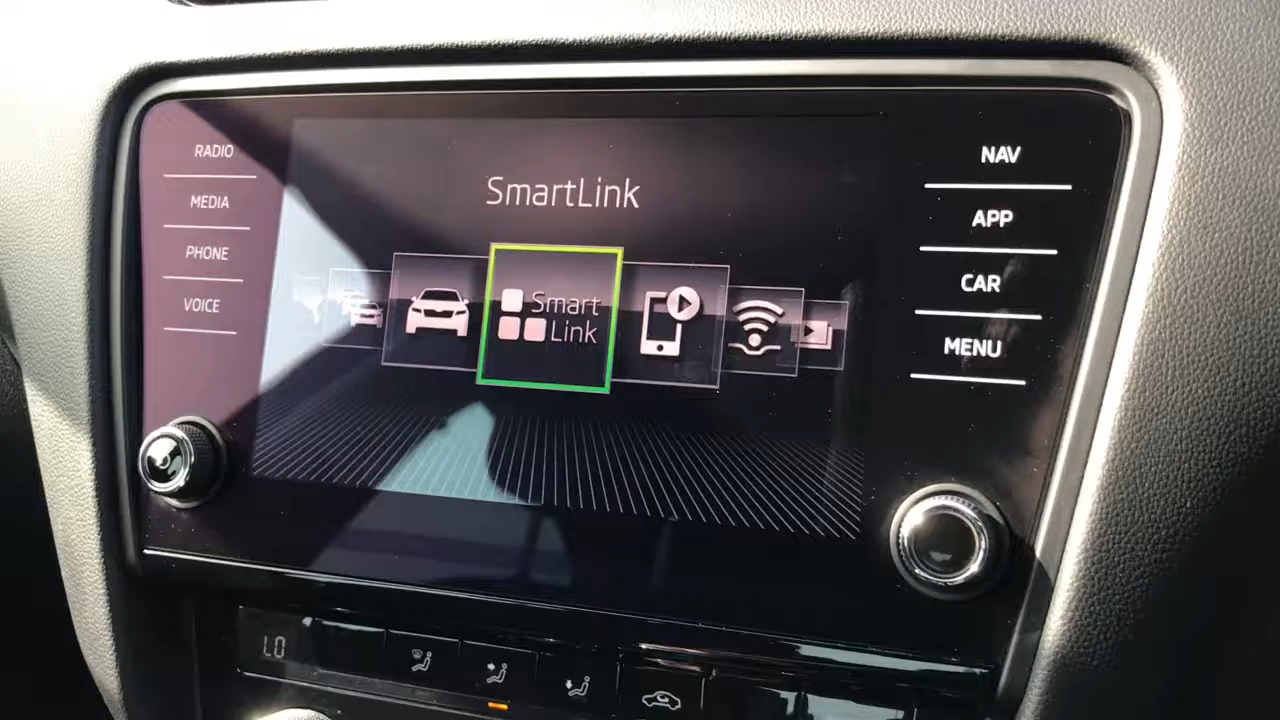 RADIO
MEDIA
PHONE
VOICE
SmartLink
Smart
Link
NAV
APP
CAR
MENU
LO